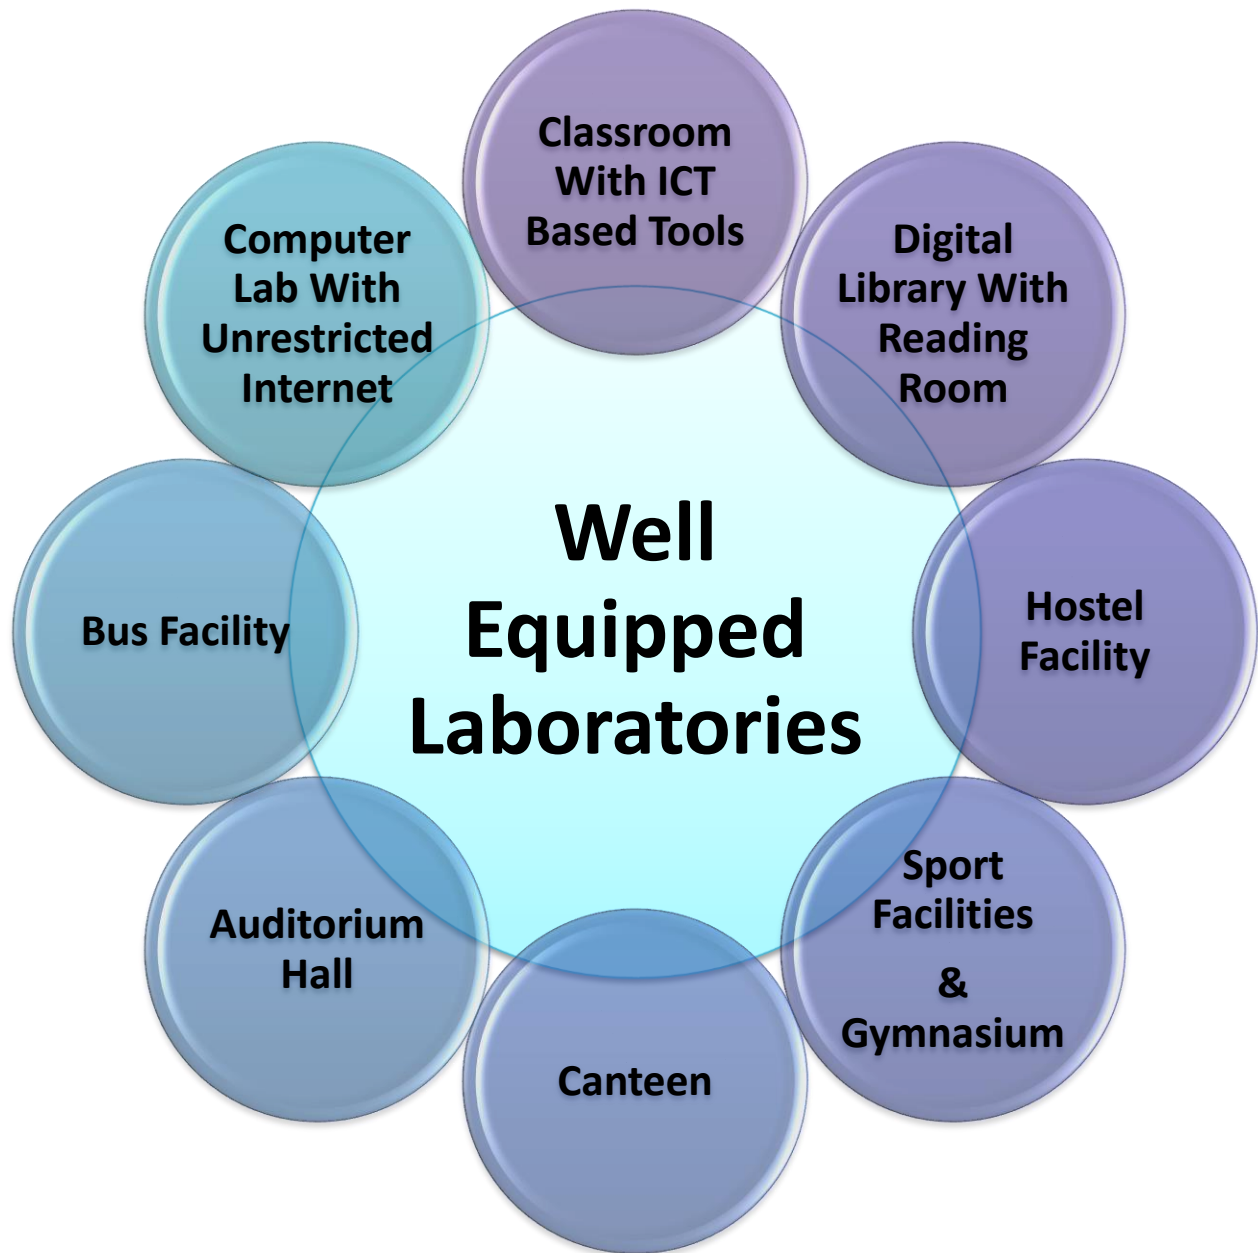 Classroom
With ICT
Based Tools
Digital
Library With
Reading
Room
Hostel
Facility
Sport
Facilities
&
Gymnasium
Canteen
Auditorium
Hall
Bus Facility
Computer
Lab With
Unrestricted
Internet
Well
Equipped
Laboratories